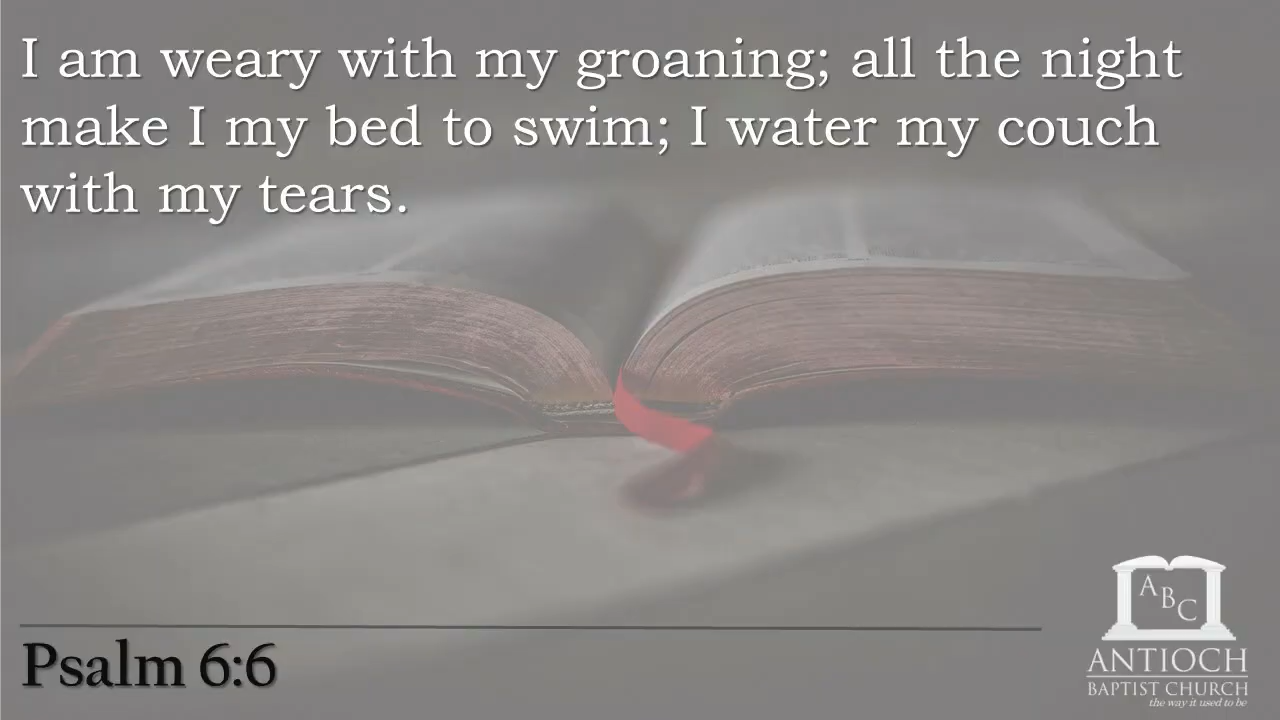 I am weary with my groaning; all the night
make I my bed to swim; I water my couch
with my tears.
Psalm 6:6
A B C
ANTIOCH
BAPTIST CHURCH
the way it used to be